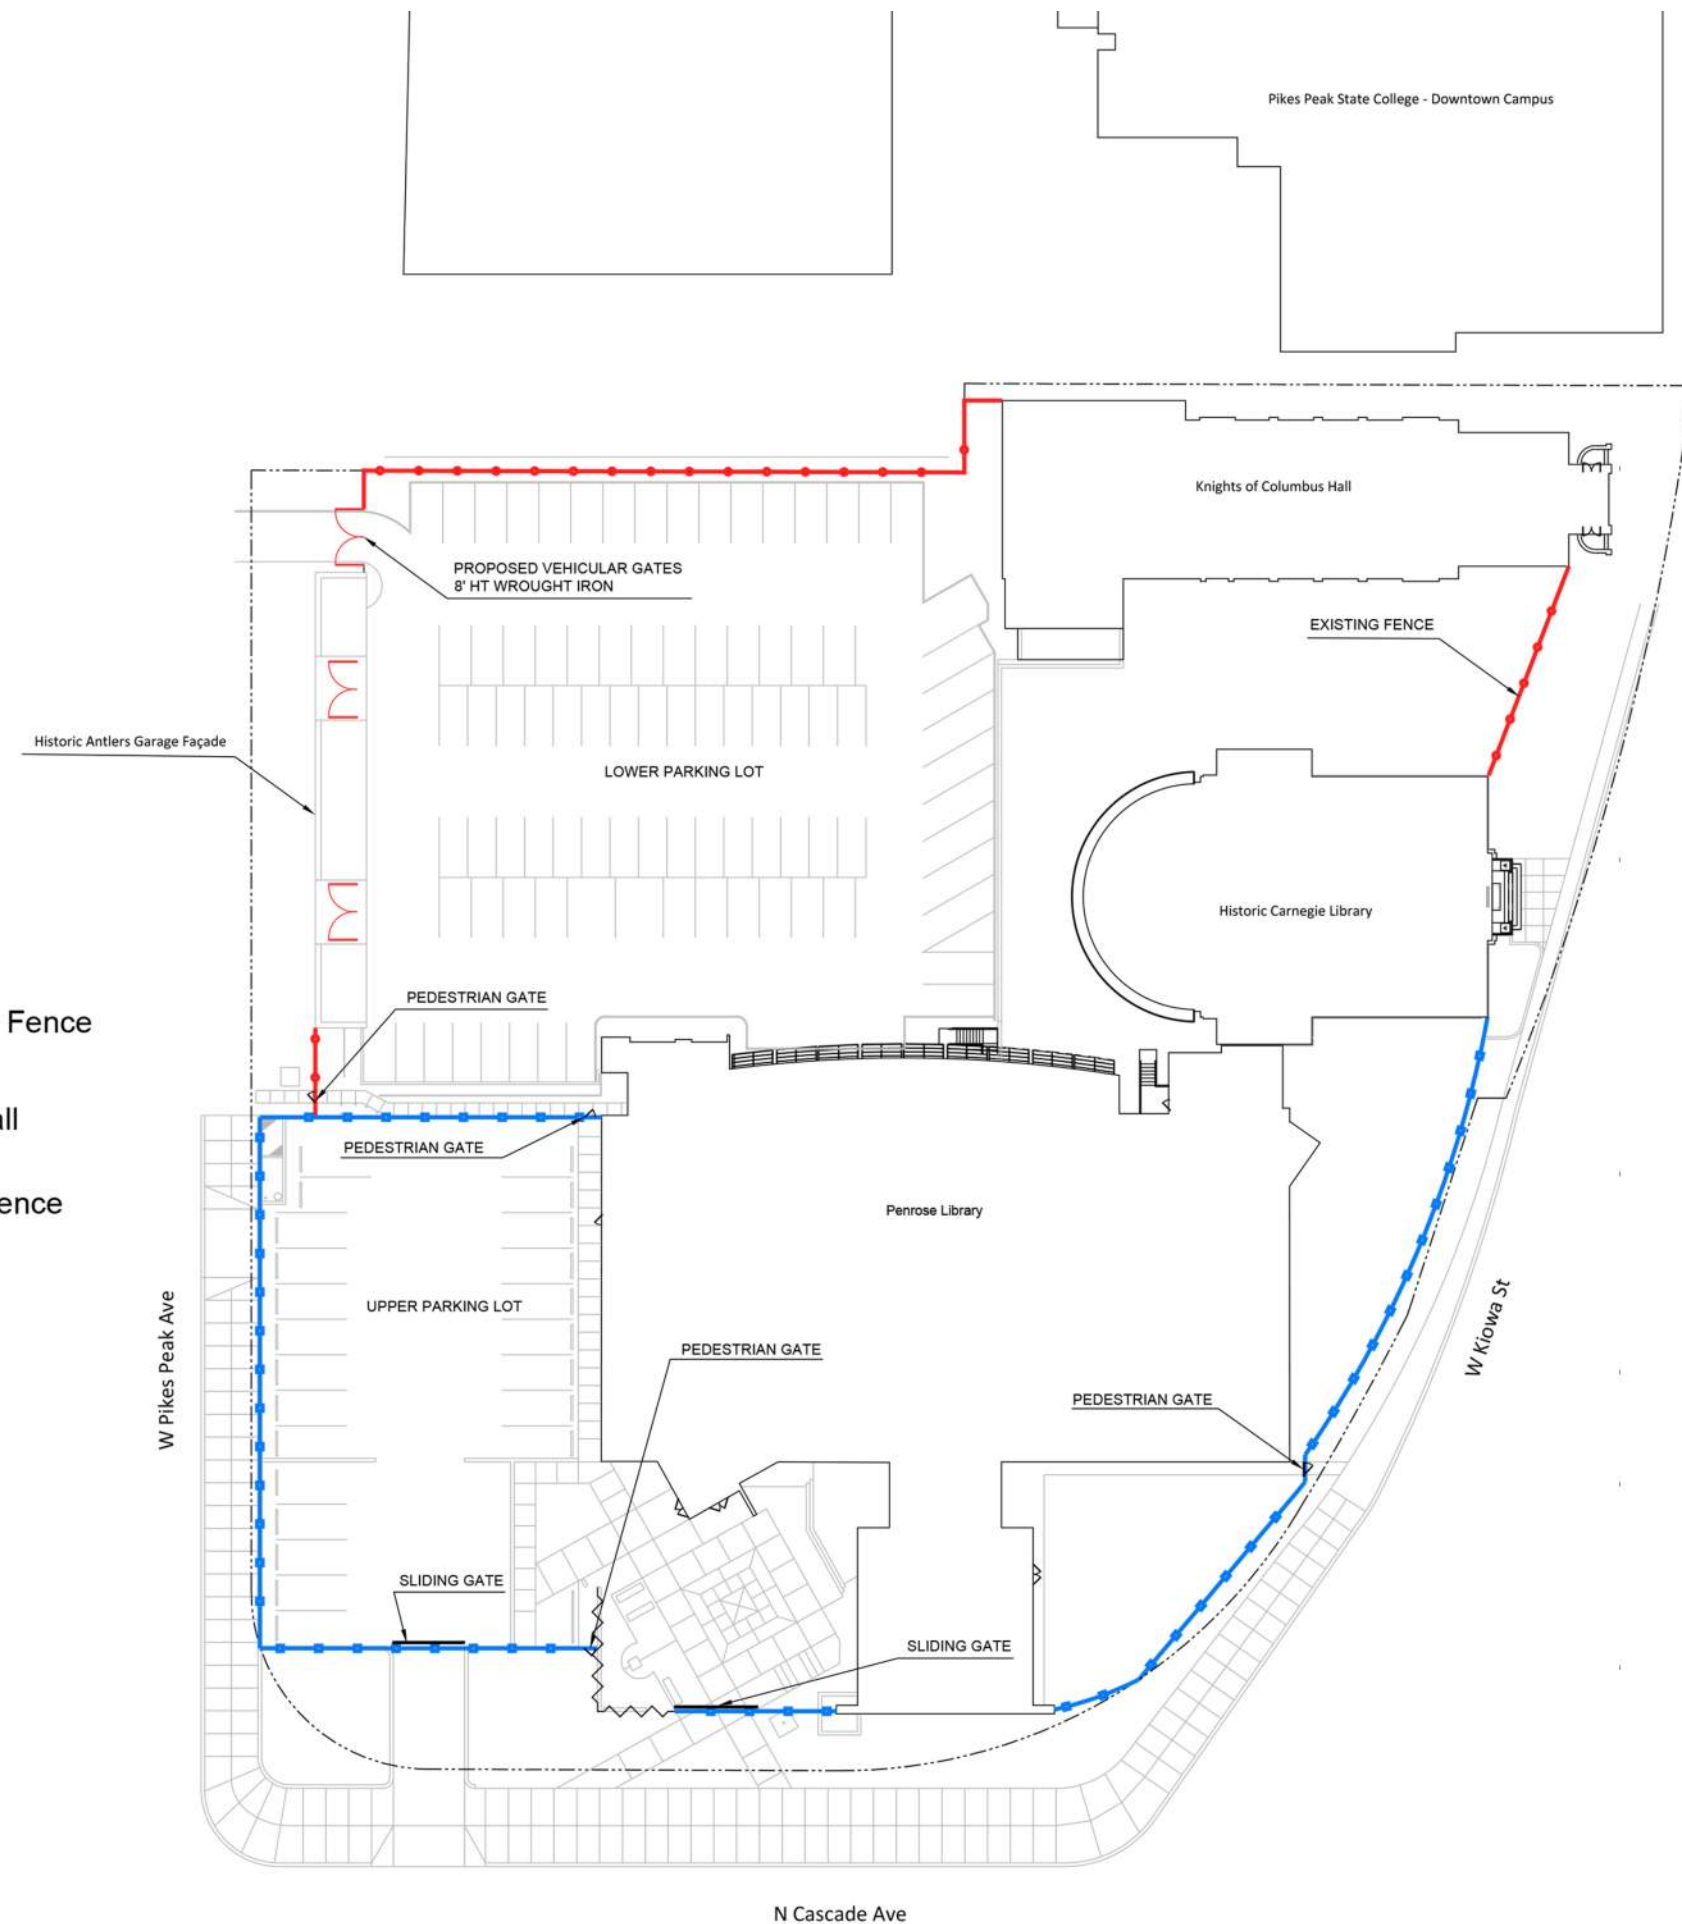 Pikes Peak State College - Downtown Campus
Knights of Columbus Hall
PROPOSED VEHICULAR GATES
8' HT WROUGHT IRON
EXISTING FENCE
Historic Antlers Garage Façade
LOWER PARKING LOT
Historic Carnegie Library
PEDESTRIAN GATE
Fence
all
PEDESTRIAN GATE
ence
Penrose Library
UPPER PARKING LOT
W Pikes Peak Ave
W Kiowa St
PEDESTRIAN GATE
PEDESTRIAN GATE
SLIDING GATE
SLIDING GATE
N Cascade Ave